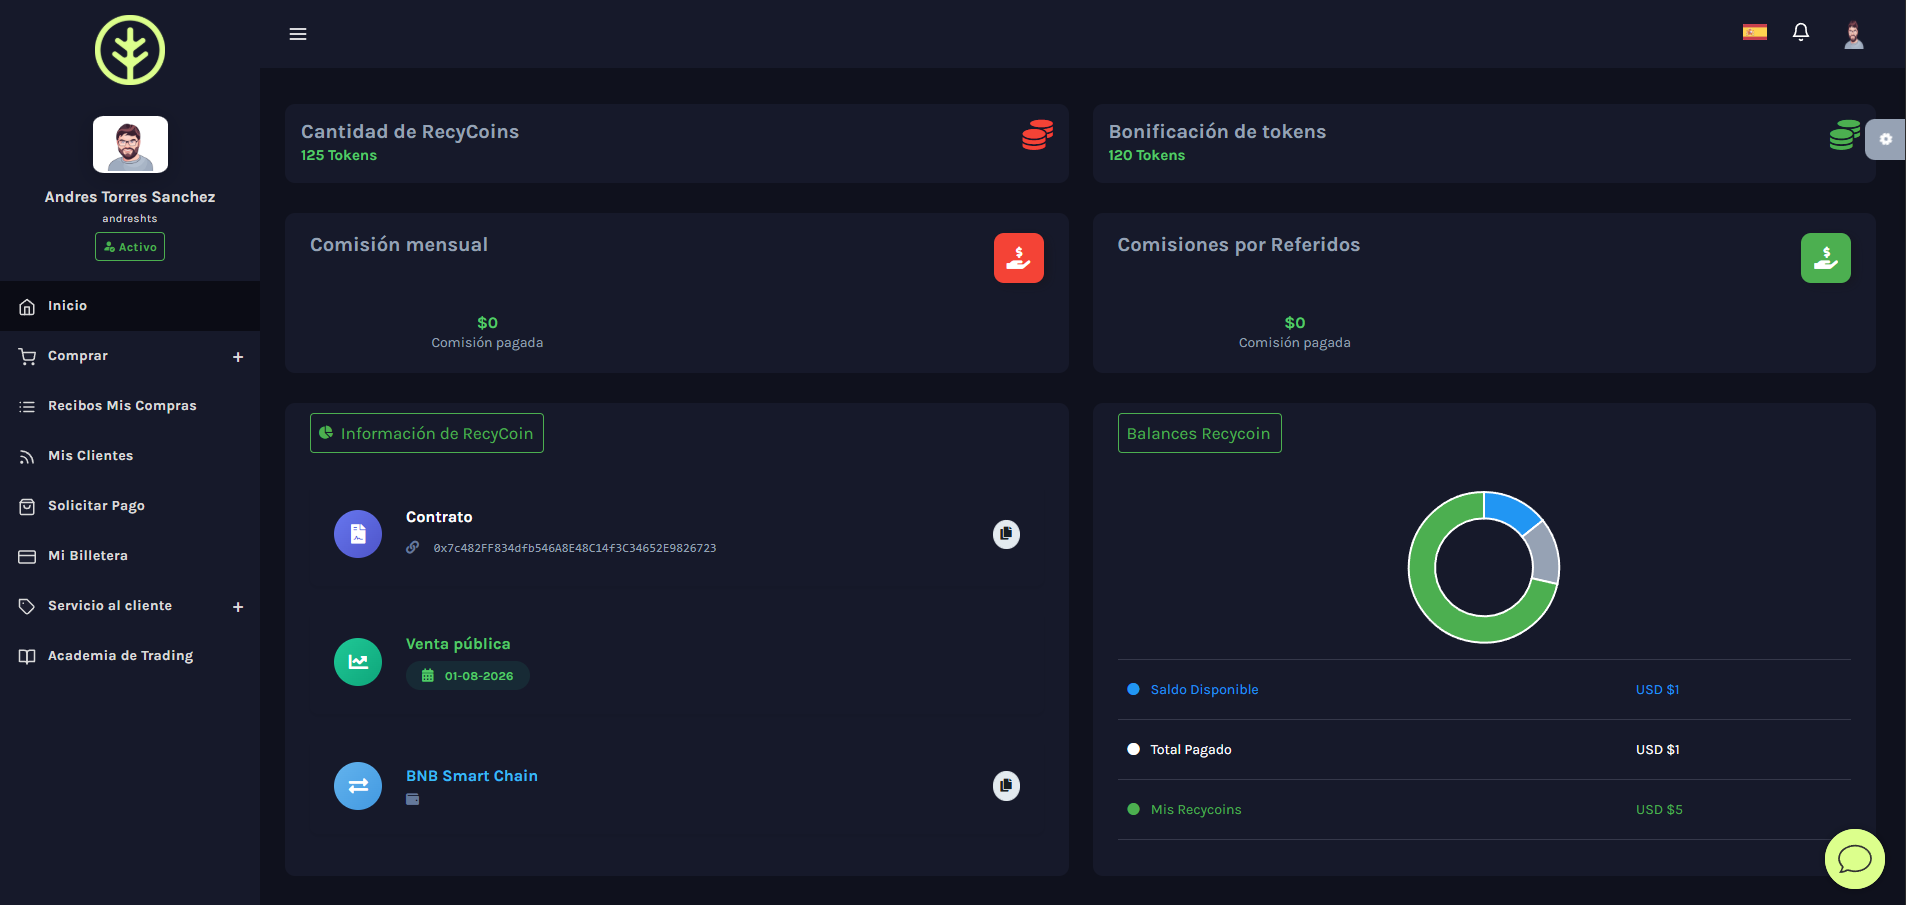 Andres Torres Sanchez
andreshts
Activo
Inicio
Comprar
Recibos Mis Compras
Mis Clientes
Solicitar Pago
Mi Billetera
Servicio al cliente
Academia de Trading
Cantidad de RecyCoins
125 Tokens
Bonificación de tokens
120 Tokens
Comisión mensual
$0
Comisión pagada
Comisiones por Referidos
$0
Comisión pagada
Información de RecyCoin
Contrato
0x7c482FF834dfb546A8E48C14f3C34652E9826723
Venta pública
01-08-2026
BNB Smart Chain
Balances Recycoin
Saldo Disponible USD $1
Total Pagado USD $1
Mis Recycoins USD $5